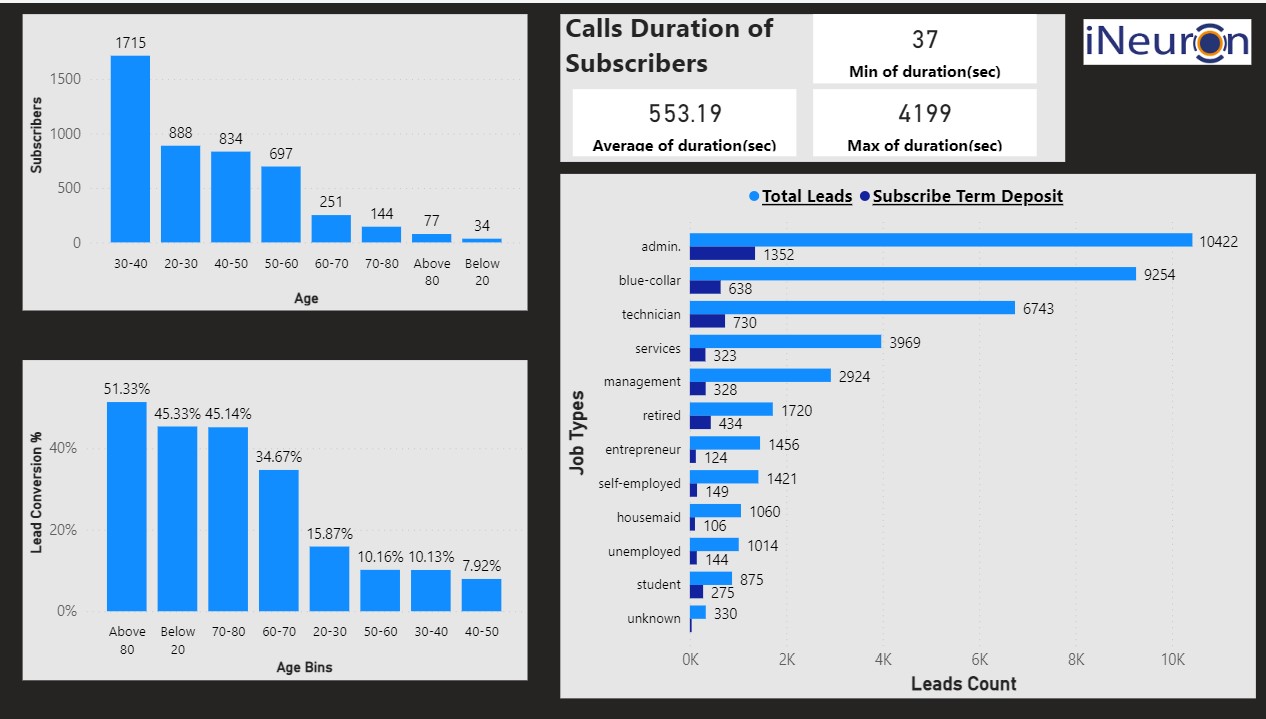 1715
1500
1000
500
0
888
834
697
251
144
77
34
Subscribers
30-40
20-30
40-50
50-60
60-70
70-80
Above
80
Below
20
Age
51.33%
45.33%
45.14%
34.67%
15.87%
10.16%
10.13%
7.92%
40%
20%
0%
Lead Conversion %
Above
80
Below
20
70-80
60-70
20-30
50-60
30-40
40-50
Age Bins
Calls Duration of
Subscribers
37
Min of duration(sec)
553.19
Average of duration(sec)
4199
Max of duration(sec)
iNeuron
Total Leads
Subscribe Term Deposit
Job Types
admin.
10422
1352
blue-collar
9254
638
technician
6743
730
services
3969
323
management
2924
328
retired
1720
434
entrepreneur
1456
124
self-employed
1421
149
housemaid
1060
106
unemployed
1014
144
student
875
275
unknown
330
0K
2K
4K
6K
8K
10K
Leads Count